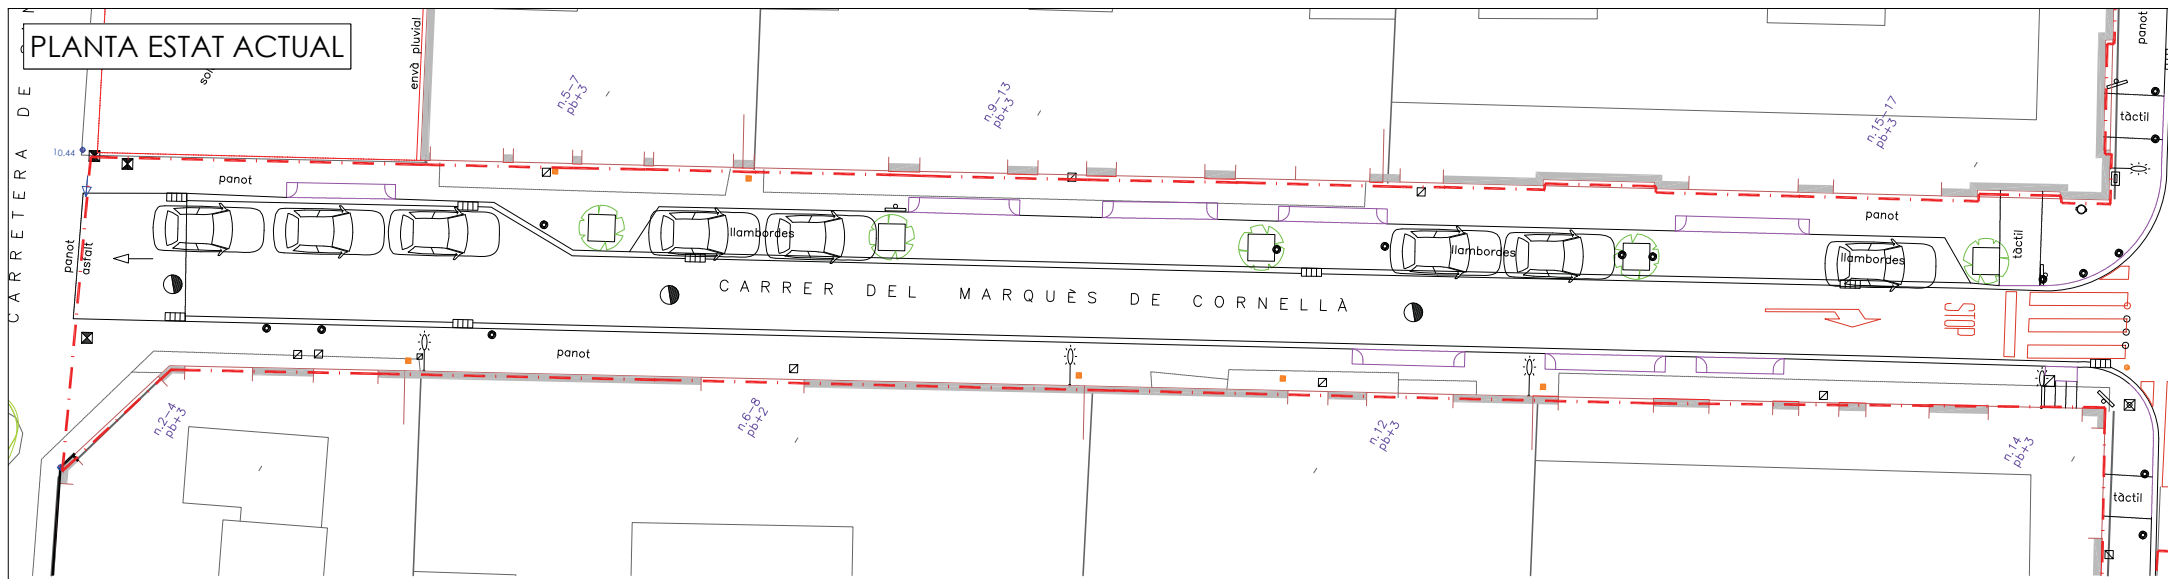 PLANTA ESTAT ACTUAL
CARRETERA DE
envà pluvial
n.5-7
pb+3
n.9-13
pb+3
n.15-17
pb+3
panot
tàctil
10.44
panot
panot
llambordes
llambordes
llambordes
tàctil
panot
asfalt
CARRER DEL MARQUÈS DE CORNELLÀ
STOP
panot
n.2-4
pb+3
n.6-8
pb+2
n.12
pb+3
n.14
pb+3
tàctil